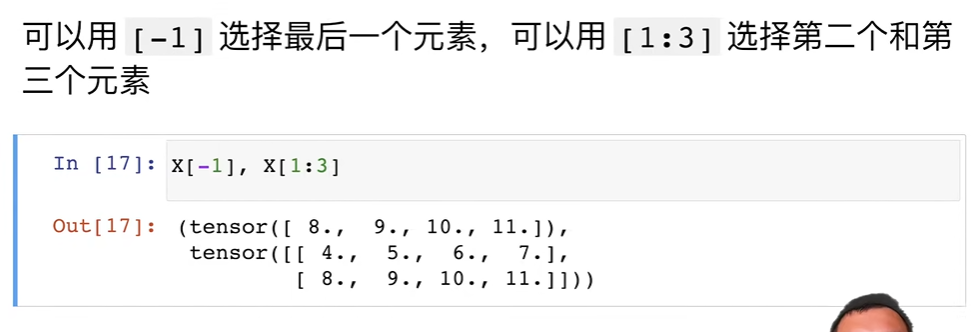 可以用 [-1] 选择最后一个元素，可以用 [1:3] 选择第二个和第
三个元素
In [17]: X[-1], X[1:3]
Out[17]: (tensor([ 8.,  9., 10., 11.]),
 tensor([[ 4.,  5.,  6.,  7.],
         [ 8.,  9., 10., 11.]]))